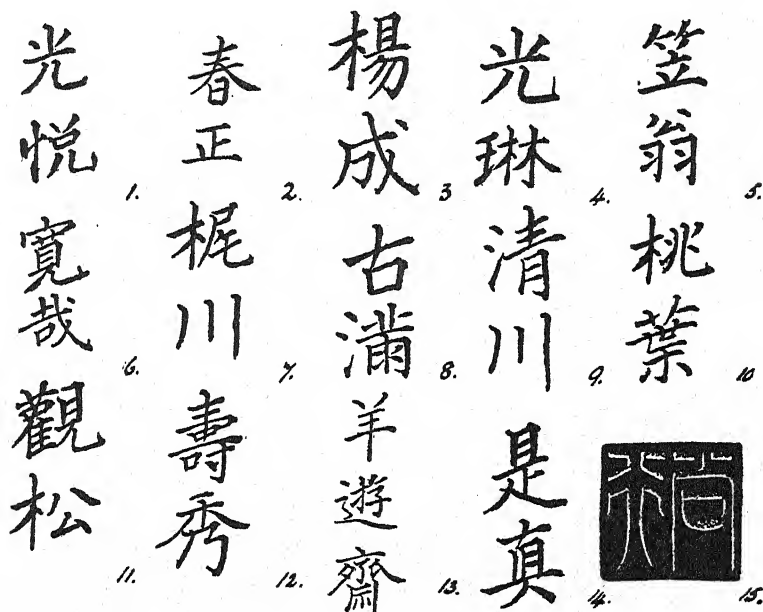 光悦
1.
春正
2.
楊成
3
光琳
4.
笠翁
5.
寛哉
6.
梶川
7.
古満
8.
清川
9.
桃葉
10
觀松
11.
壽秀
12.
羊遊齋
13.
是真
14.
15.